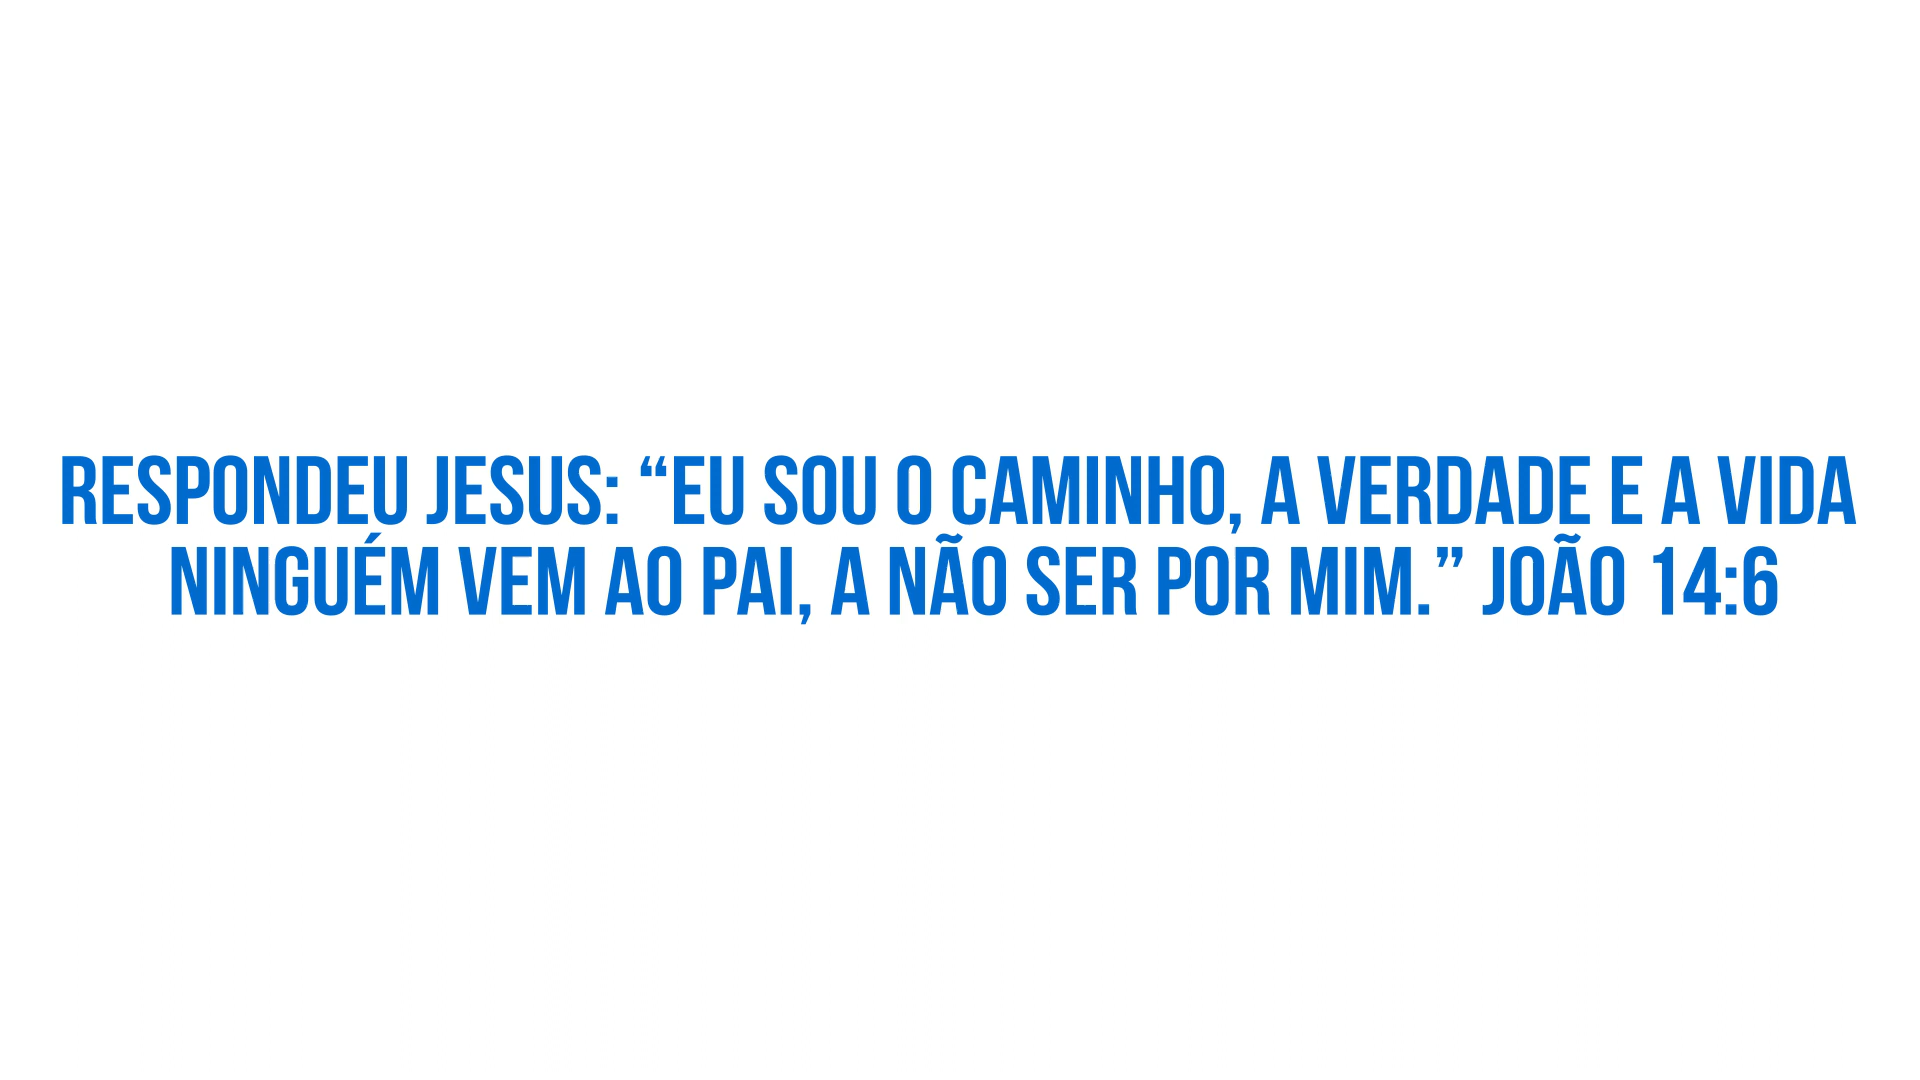 RESPONDEU JESUS: “EU SOU O CAMINHO, A VERDADE E A VIDA
NINGUÉM VEM AO PAI, A NÃO SER POR MIM.” JOÃO 14:6